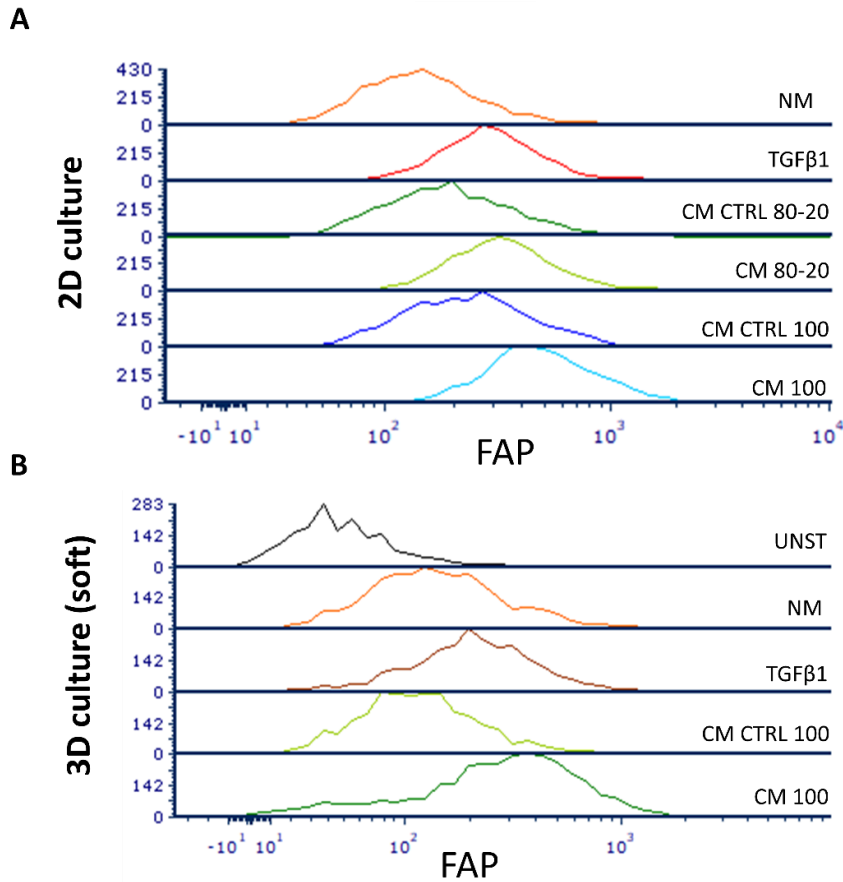 A
2D culture
430
215
0
NM
215
0
TGFβ1
215
0
CM CTRL 80-20
215
0
CM 80-20
215
0
CM CTRL 100
215
0
CM 100
-10¹ 10¹ 10² 10³ 10⁴
FAP
B
3D culture (soft)
283
142
0
UNST
142
0
NM
142
0
TGFβ1
142
0
CM CTRL 100
142
0
CM 100
-10¹ 10¹ 10² 10³
FAP